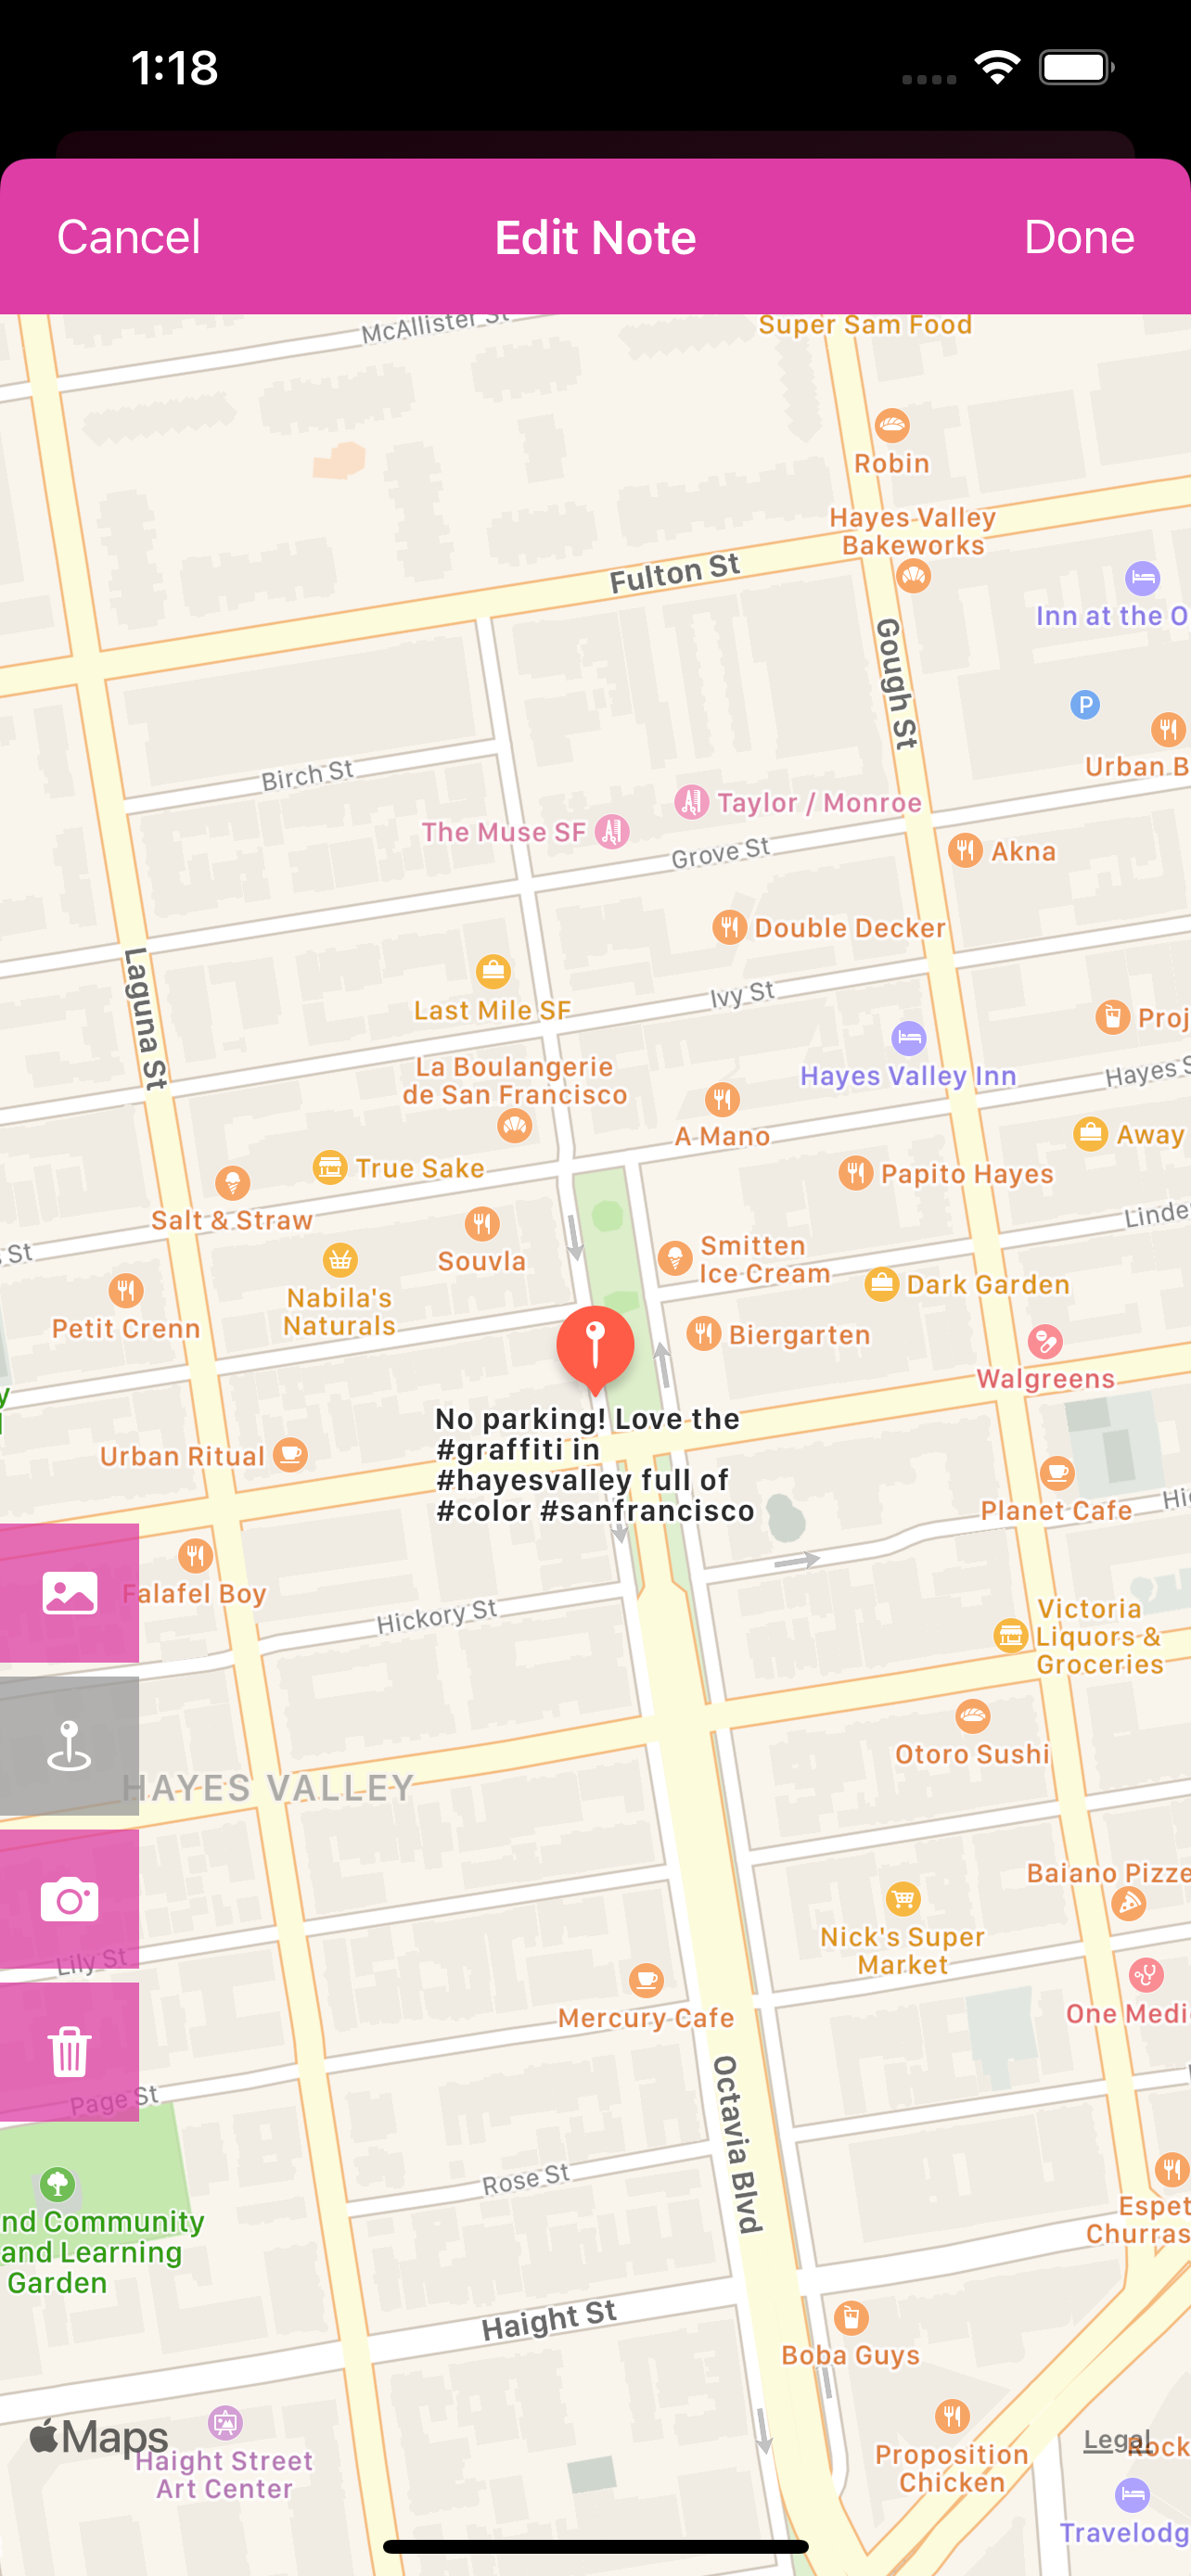 1:18
Cancel
Edit Note
Done
McAllister St
Super Sam Food
Robin
Hayes Valley
Bakeworks
Fulton St
Inn at the O
Gough St
P
Urban B
Birch St
Taylor / Monroe
The Muse SF
Grove St
Akna
Double Decker
Laguna St
Last Mile SF
Ivy St
Proj
La Boulangerie
de San Francisco
Hayes Valley Inn
Hayes S
A Mano
Away
True Sake
Papito Hayes
Salt & Straw
Linde
St
Souvla
Smitten
Ice Cream
Nabila's
Naturals
Dark Garden
Petit Crenn
Biergarten
Walgreens
No parking! Love the
#graffiti in
#hayesvalley full of
#color #sanfrancisco
Urban Ritual
Planet Cafe
Hic
Falafel Boy
Hickory St
Victoria
Liquors &
Groceries
Otoro Sushi
HAYES VALLEY
Baiano Pizze
Nick's Super
Market
Lily St
One Medi
Mercury Cafe
Page St
Octavia Blvd
Rose St
Espet
Churras
nd Community
and Learning
Garden
Haight St
Boba Guys
Maps
Legal
Rock
Haight Street
Art Center
Proposition
Chicken
Travelodg